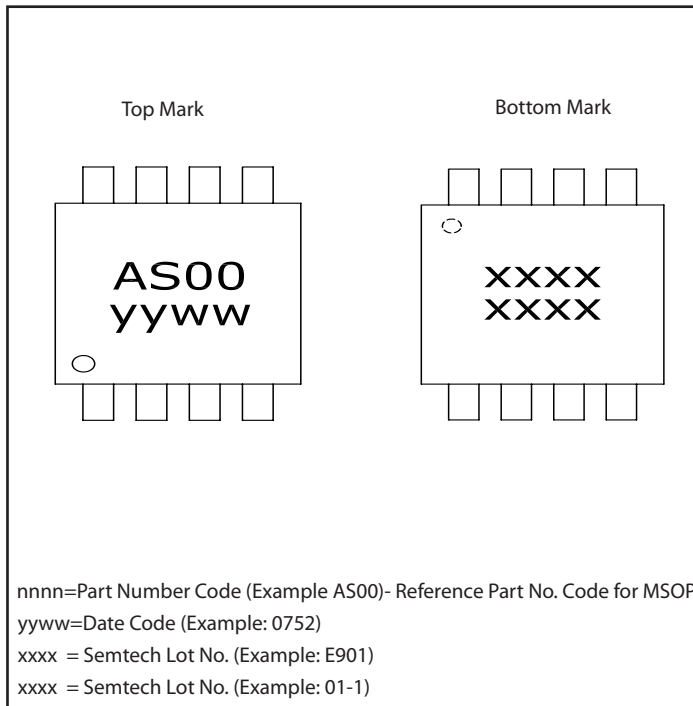 Top Mark
Bottom Mark
AS00
yyww
xxxx
xxxx
nnnn=Part Number Code (Example AS00)- Reference Part No. Code for MSOP
yyww=Date Code (Example: 0752)
xxxx = Semtech Lot No. (Example: E901)
xxxx = Semtech Lot No. (Example: 01-1)